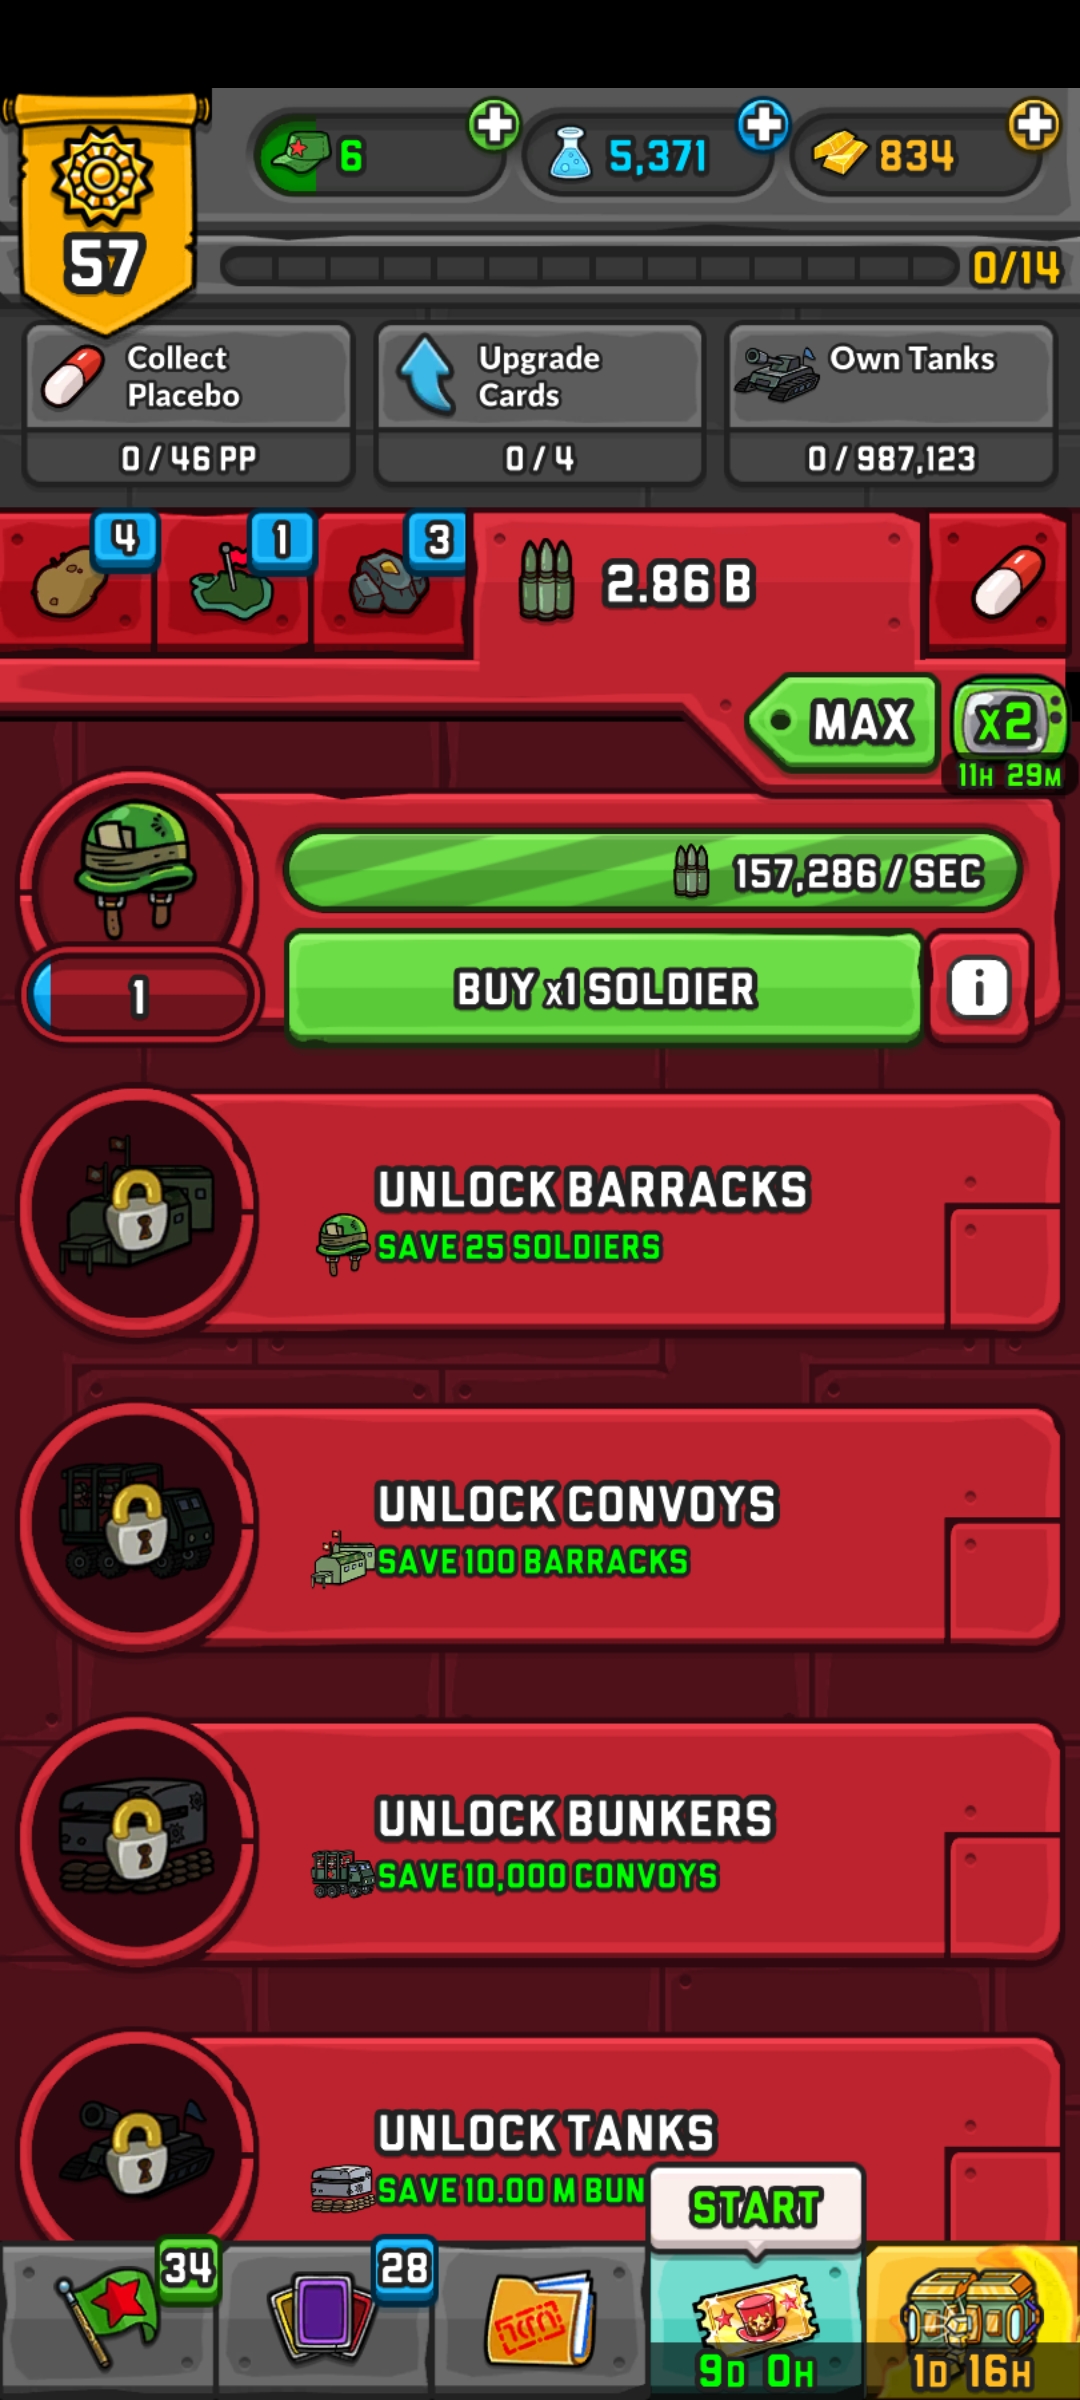 57
6
5,371
834
0/14
Collect
Placebo
0 / 46 PP
Upgrade
Cards
0 / 4
Own Tanks
0 / 987,123
4
1
3
2.86 B
MAX
x2
11H 29M
157,286 / SEC
1
BUY x1 SOLDIER
i
UNLOCK BARRACKS
SAVE 25 SOLDIERS
UNLOCK CONVOYS
SAVE 100 BARRACKS
UNLOCK BUNKERS
SAVE 10,000 CONVOYS
UNLOCK TANKS
SAVE 10.00 M BUN
START
34
28
9D 0H
1D 16H